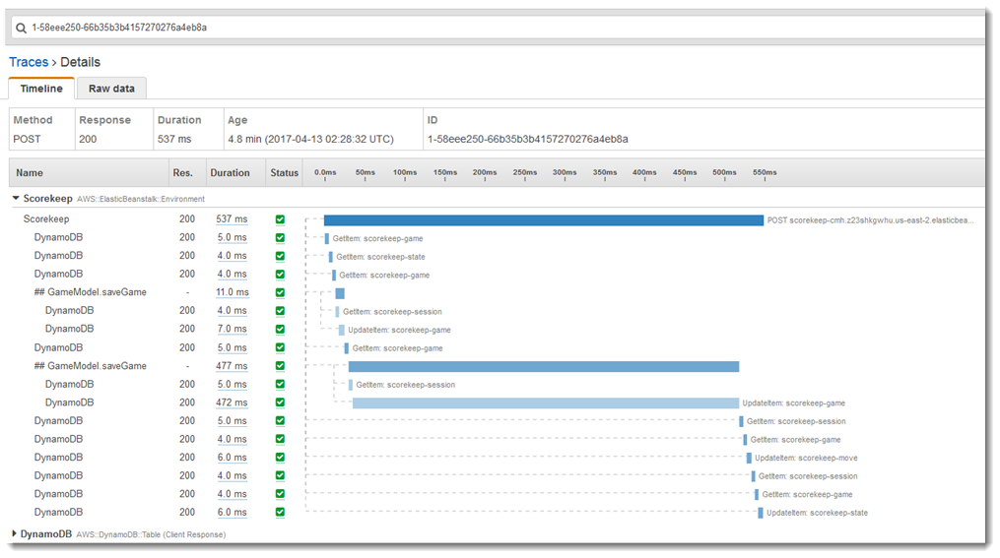 1-58eee250-66b35b3b4157270276a4eb8a
Traces > Details
Timeline Raw data
Method Response Duration Age ID
POST 200 537 ms 4.8 min (2017-04-13 02:28:32 UTC) 1-58eee250-66b35b3b4157270276a4eb8a
Name Res. Duration Status 0.0ms 50ms 100ms 150ms 200ms 250ms 300ms 350ms 400ms 450ms 500ms 550ms
Scorekeep AWS::ElasticBeanstalk::Environment
Scorekeep 200 537 ms POST scorekeep-cmh.z23shkgwhu.us-east-2.elasticbea...
DynamoDB 200 5.0 ms GetItem: scorekeep-game
DynamoDB 200 4.0 ms GetItem: scorekeep-state
DynamoDB 200 4.0 ms GetItem: scorekeep-game
## GameModel.saveGame - 11.0 ms
DynamoDB 200 4.0 ms GetItem: scorekeep-session
DynamoDB 200 7.0 ms UpdateItem: scorekeep-game
DynamoDB 200 5.0 ms GetItem: scorekeep-game
## GameModel.saveGame - 477 ms
DynamoDB 200 5.0 ms GetItem: scorekeep-session
DynamoDB 200 472 ms UpdateItem: scorekeep-game
DynamoDB 200 5.0 ms GetItem: scorekeep-session
DynamoDB 200 4.0 ms GetItem: scorekeep-game
DynamoDB 200 6.0 ms UpdateItem: scorekeep-move
DynamoDB 200 4.0 ms GetItem: scorekeep-session
DynamoDB 200 4.0 ms GetItem: scorekeep-game
DynamoDB 200 6.0 ms UpdateItem: scorekeep-state
DynamoDB AWS::DynamoDB::Table (Client Response)